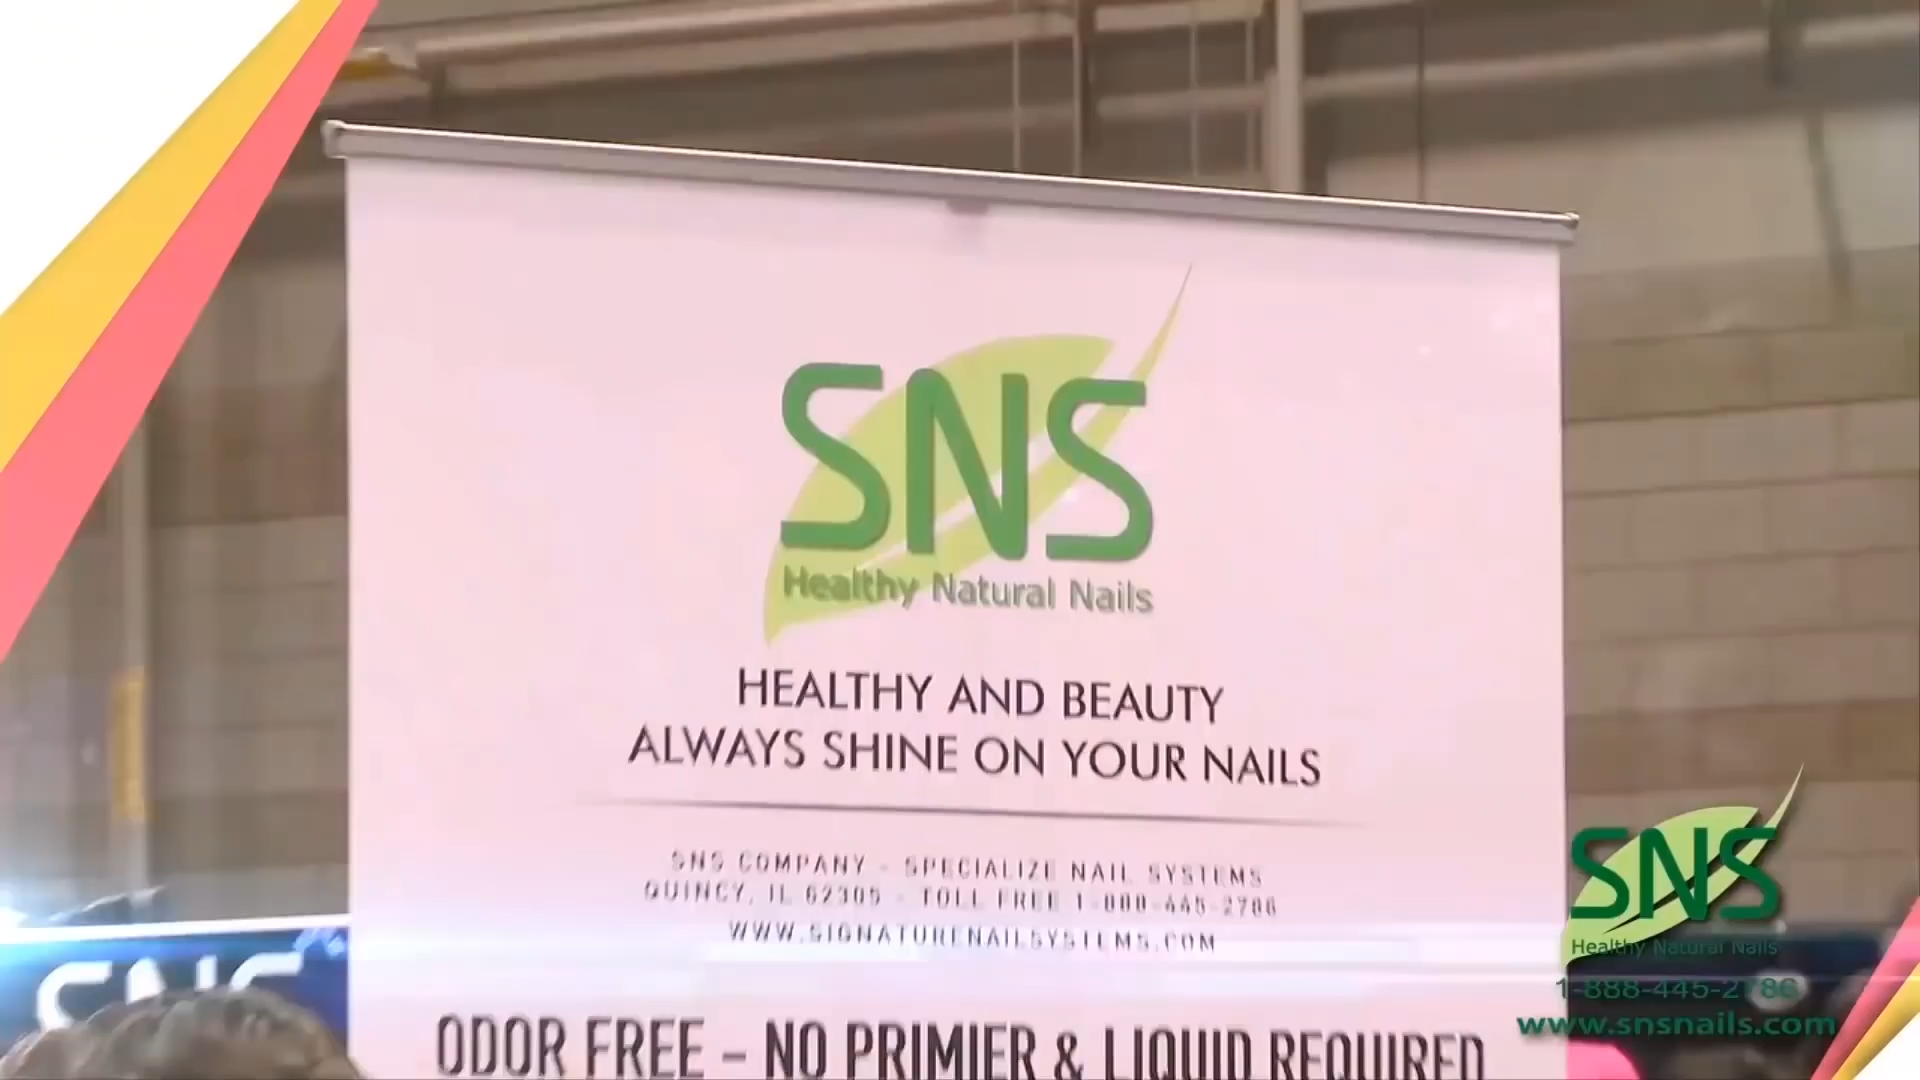 SNS
Healthy Natural Nails
HEALTHY AND BEAUTY
ALWAYS SHINE ON YOUR NAILS
SNS COMPANY - SPECIALIZE NAIL SYSTEMS
QUINCY, IL 62305 - TOLL FREE 1-888-445-2786
WWW.SIGNATURENAILSYSTEMS.COM
ODOR FREE – NO PRIMIER & LIQUID REQUIRED
SNS
SNS
Healthy Natural Nails
1-888-445-2786
www.snsnails.com